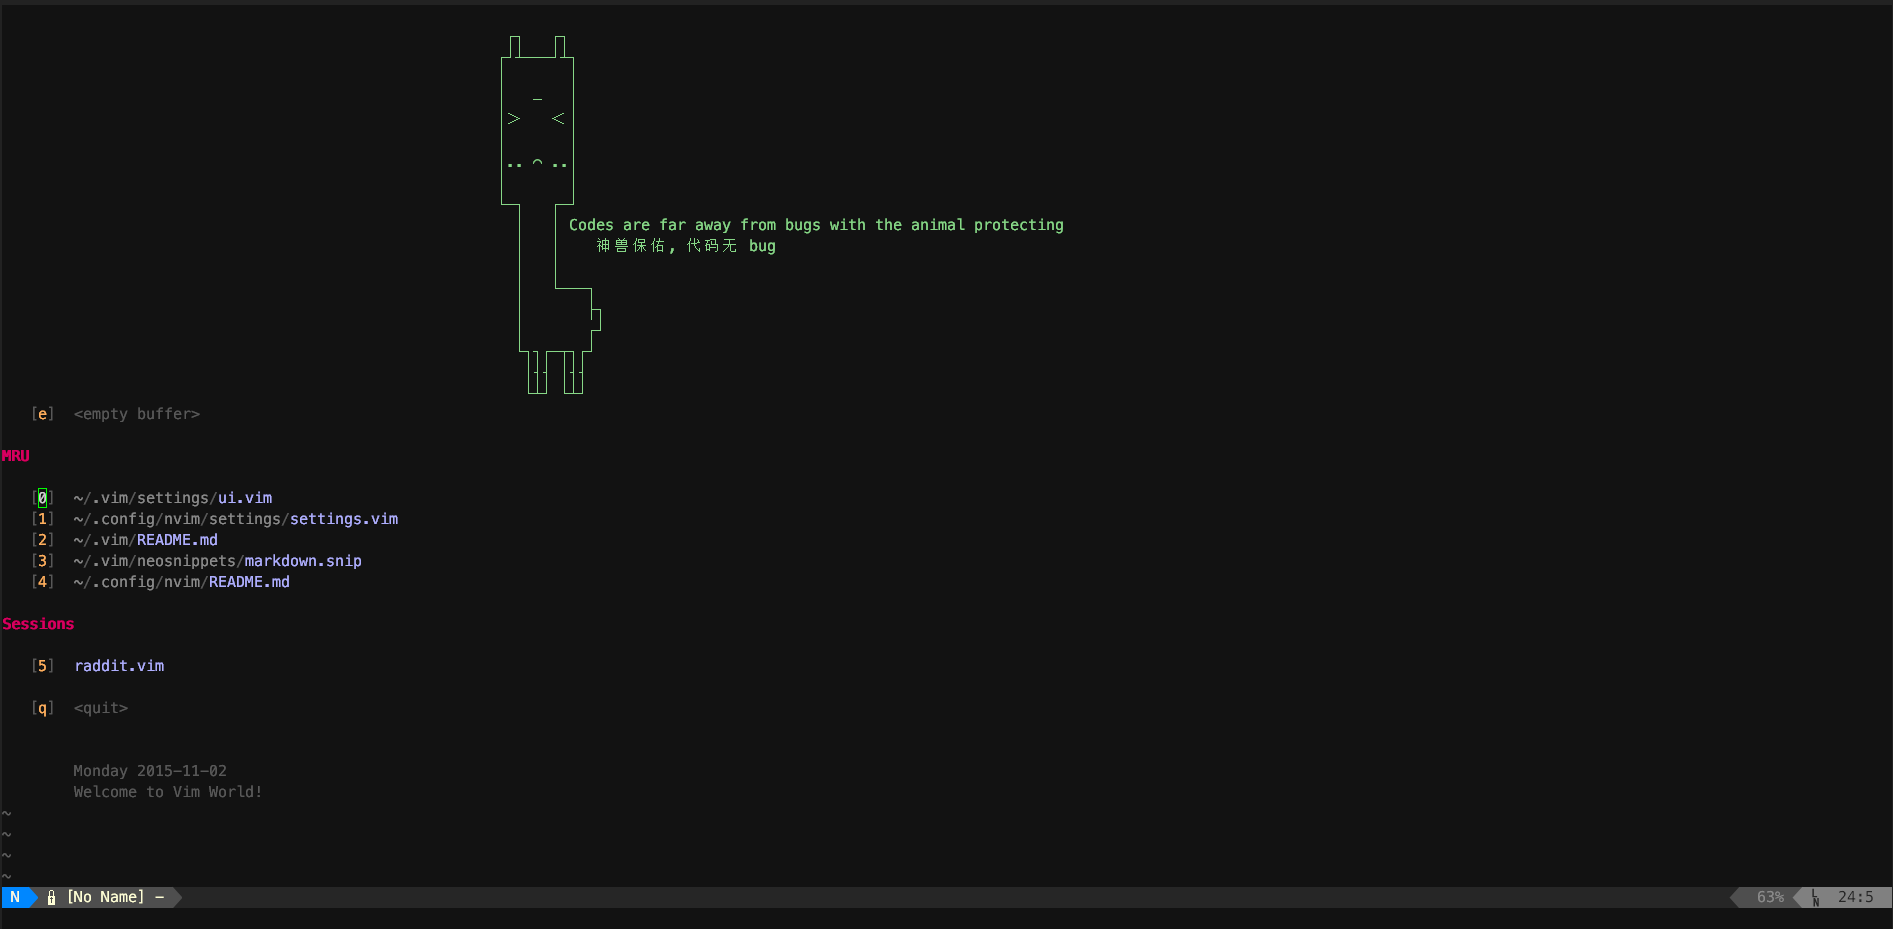 Codes are far away from bugs with the animal protecting
神兽保佑, 代码无 bug
[e] <empty buffer>
MRU
[0] ~/.vim/settings/ui.vim
[1] ~/.config/nvim/settings/settings.vim
[2] ~/.vim/README.md
[3] ~/.vim/neosnippets/markdown.snip
[4] ~/.config/nvim/README.md
Sessions
[5] raddit.vim
[q] <quit>
Monday 2015-11-02
Welcome to Vim World!
~
~
~
~
N [No Name] - 63% LN 24:5